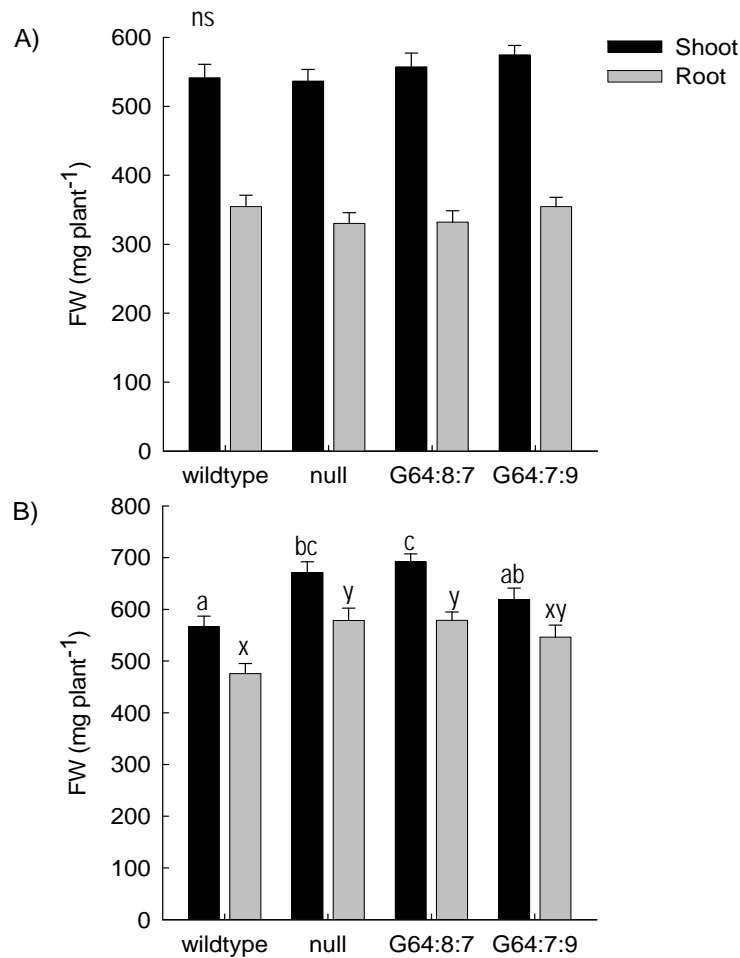 A)
ns
Shoot
Root
FW (mg plant⁻¹)
600
500
400
300
200
100
0
wildtype null G64:8:7 G64:7:9
B)
FW (mg plant⁻¹)
800
700
600
500
400
300
200
100
0
a x bc y c y ab xy
wildtype null G64:8:7 G64:7:9